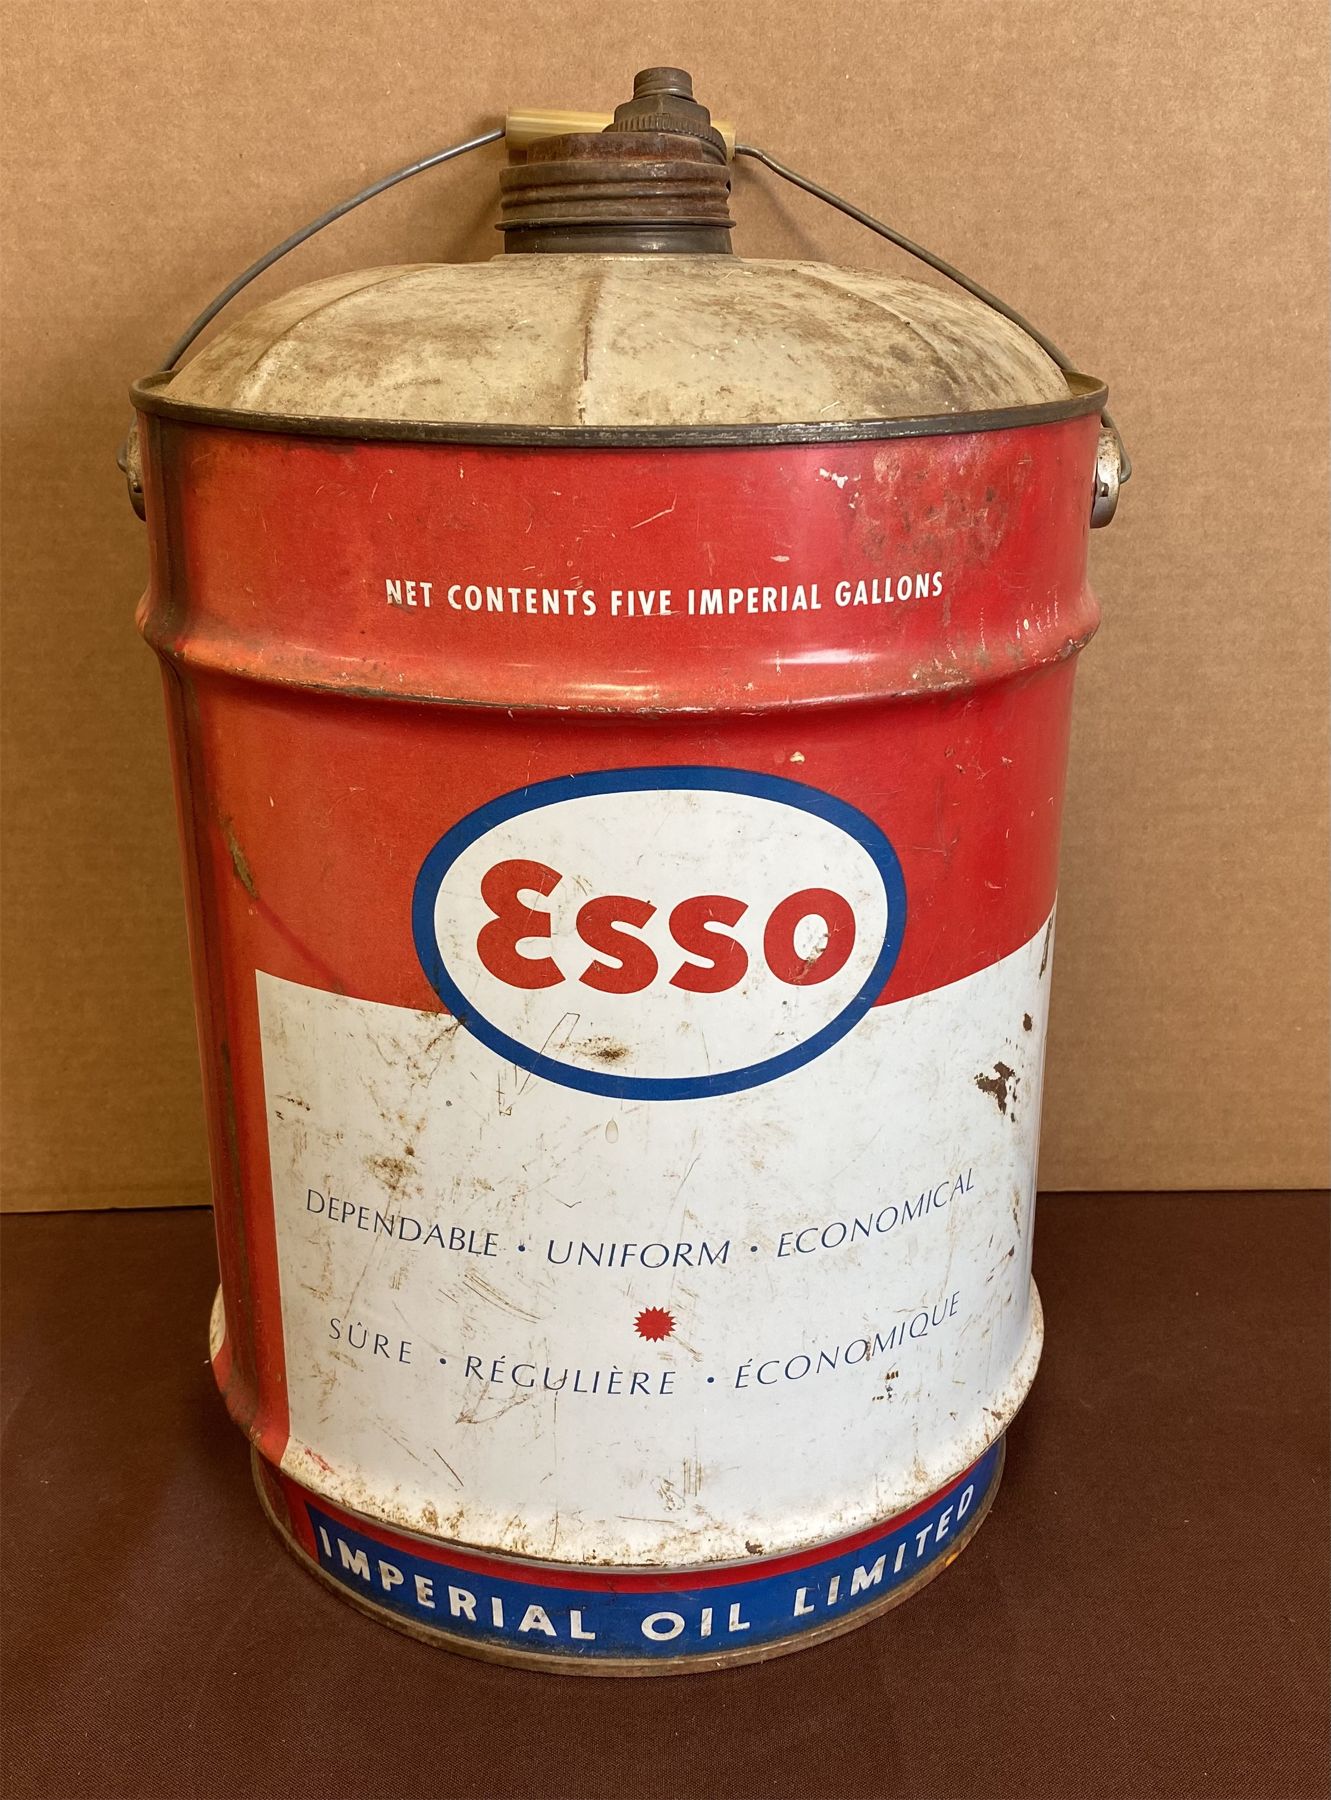 NET CONTENTS FIVE IMPERIAL GALLONS
Esso
DEPENDABLE • UNIFORM • ECONOMICAL
SÛRE • RÉGULIÈRE • ÉCONOMIQUE
IMPERIAL OIL LIMITED